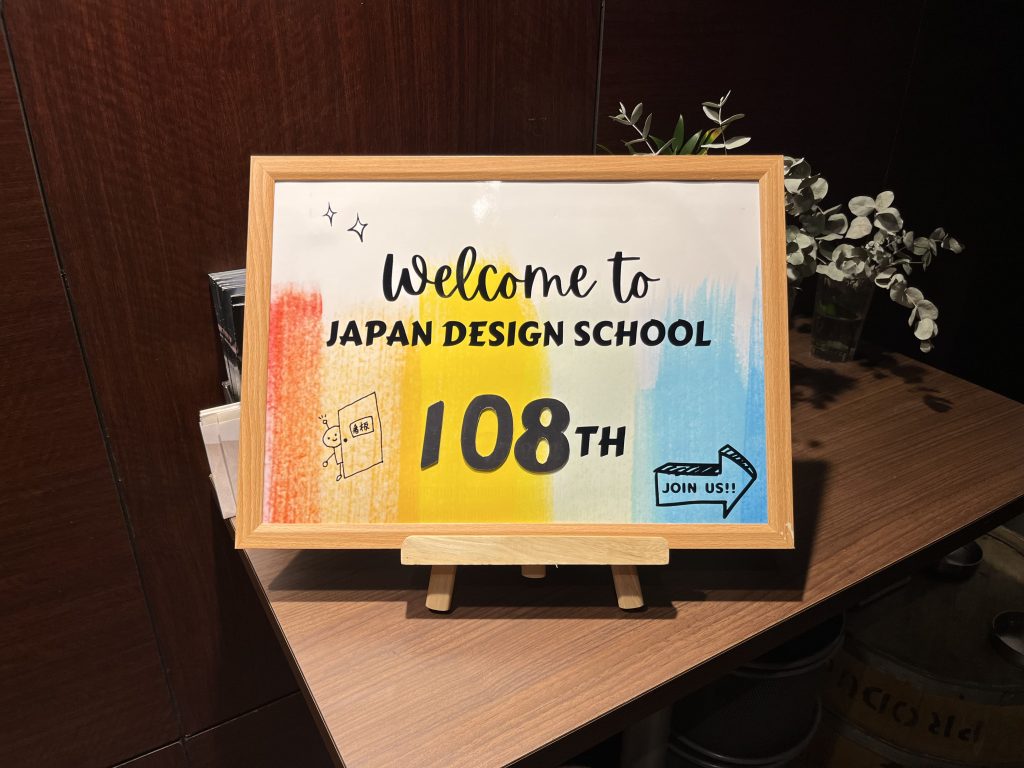 Welcome to
JAPAN DESIGN SCHOOL
108TH
JOIN US!!